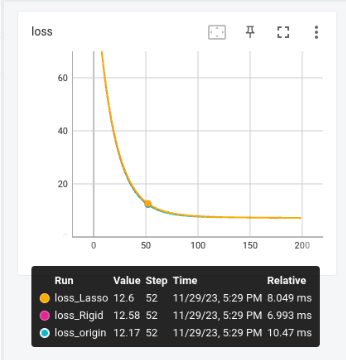 loss
60
40
20
0 50 100 150 200
Run Value Step Time Relative
loss_Lasso 12.6 52 11/29/23, 5:29 PM 8.049 ms
loss_Rigid 12.58 52 11/29/23, 5:29 PM 6.993 ms
loss_origin 12.17 52 11/29/23, 5:29 PM 10.47 ms